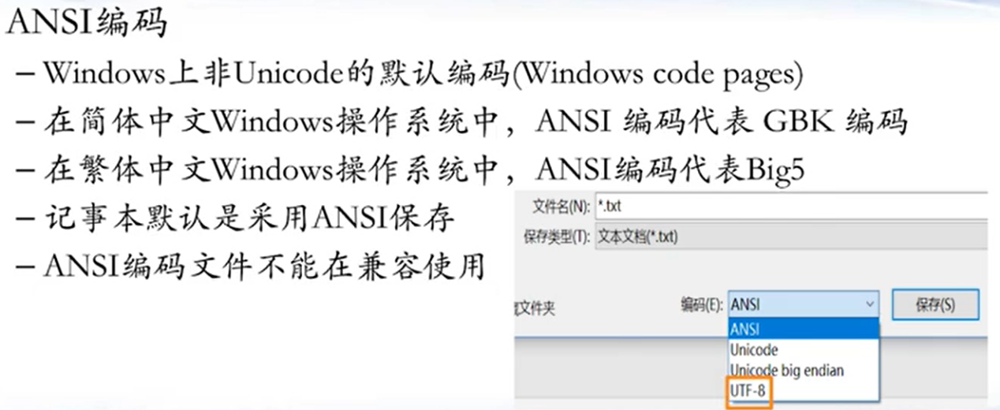 ANSI编码
– Windows上非Unicode的默认编码(Windows code pages)
– 在简体中文Windows操作系统中，ANSI 编码代表 GBK 编码
– 在繁体中文Windows操作系统中，ANSI编码代表Big5
– 记事本默认是采用ANSI保存
– ANSI编码文件不能在兼容使用
文件名(N): *.txt
保存类型(T): 文本文档(*.txt)
文件夹
编码(E): ANSI
保存(S)
ANSI
Unicode
Unicode big endian
UTF-8